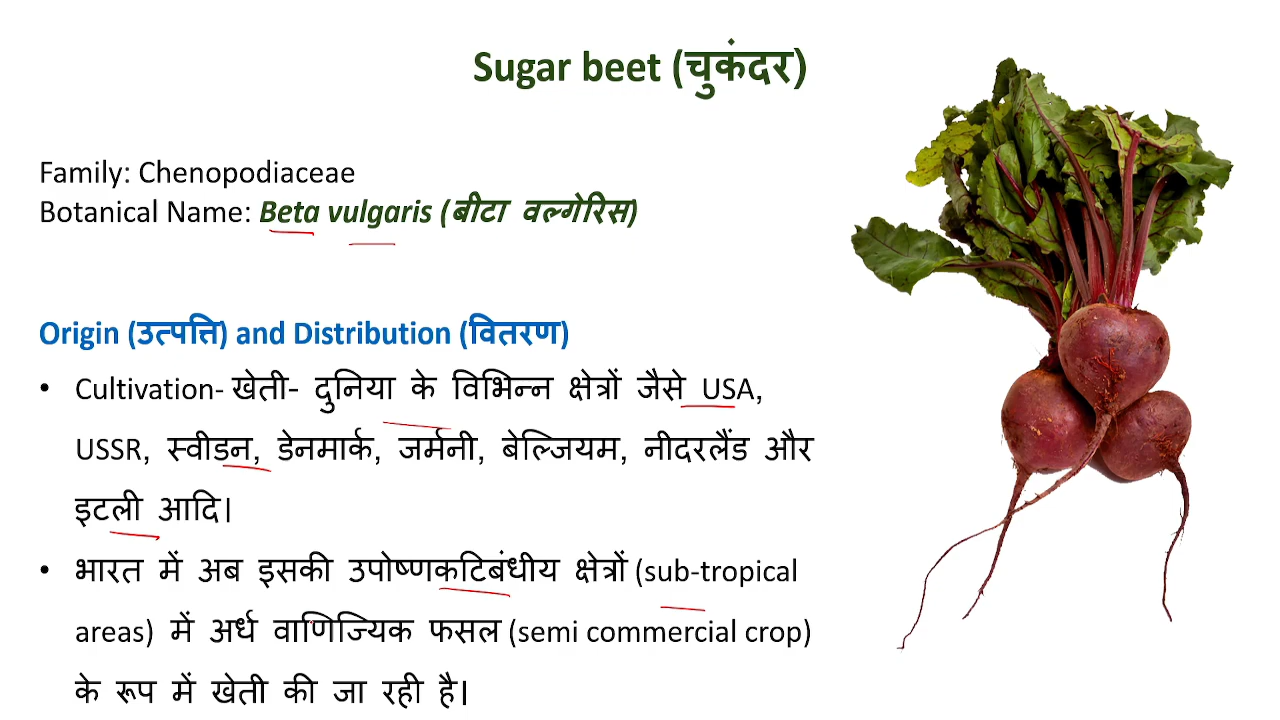 Sugar beet (चुकंदर)
Family: Chenopodiaceae
Botanical Name: Beta vulgaris (बीटा वल्गेरिस)
Origin (उत्पत्ति) and Distribution (वितरण)
• Cultivation- खेती- दुनिया के विभिन्न क्षेत्रों जैसे USA,
USSR, स्वीडन, डेनमार्क, जर्मनी, बेल्जियम, नीदरलैंड और
इटली आदि।
• भारत में अब इसकी उपोष्णकटिबंधीय क्षेत्रों (sub-tropical
areas) में अर्ध वाणिज्यिक फसल (semi commercial crop)
के रूप में खेती की जा रही है।